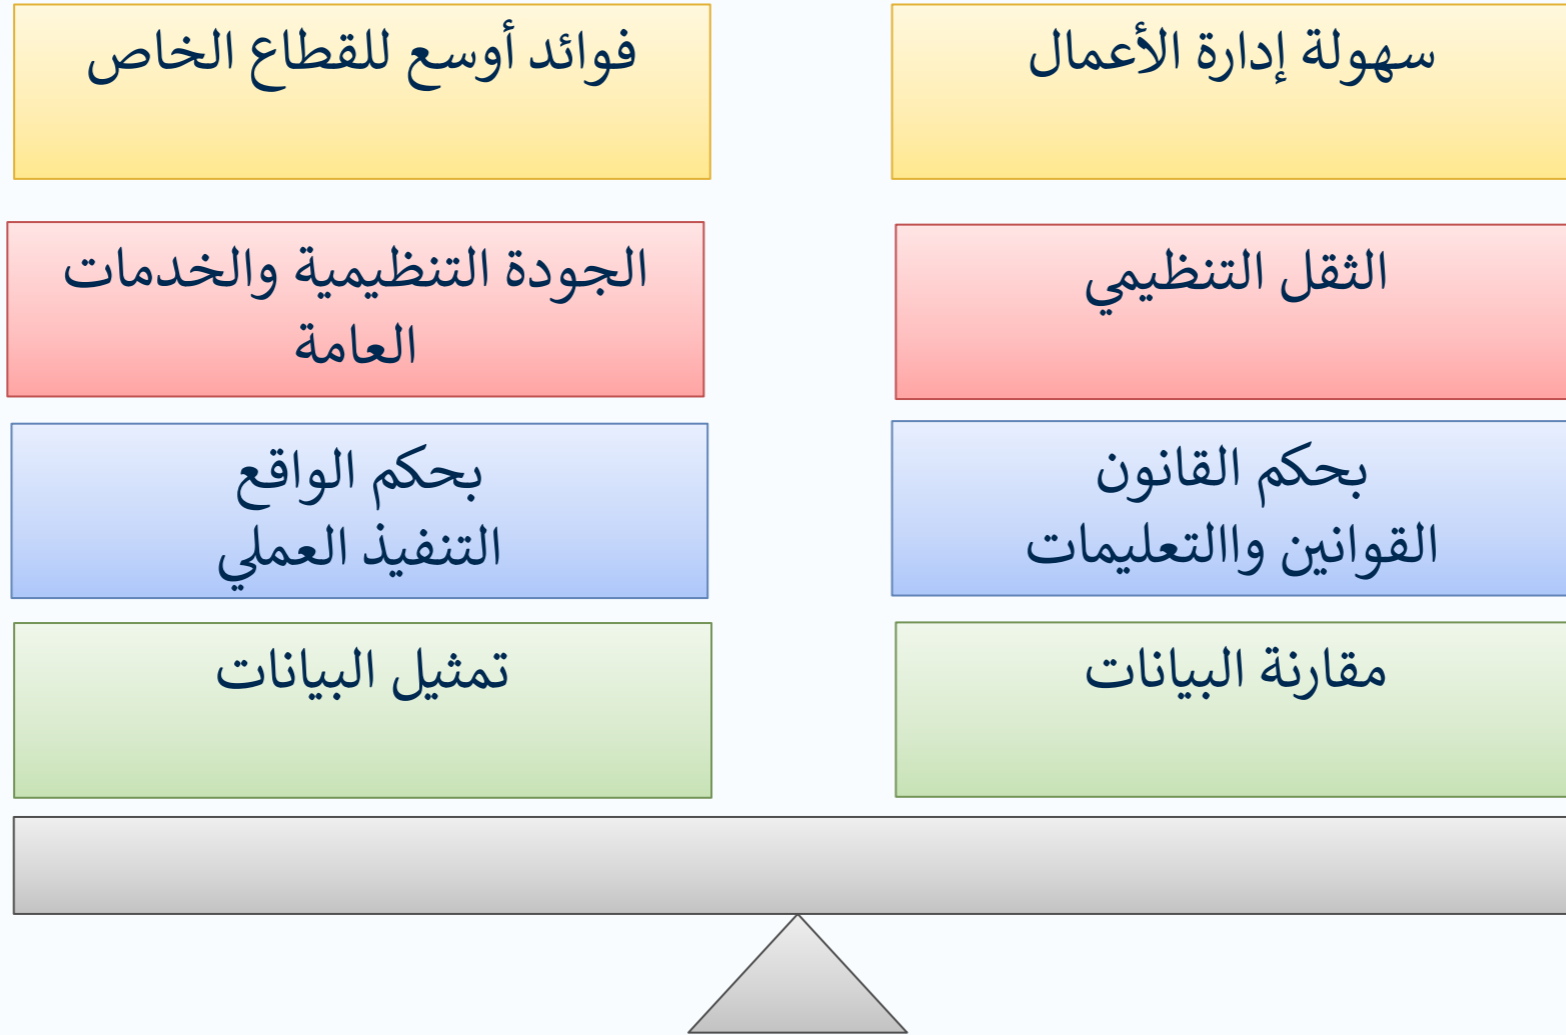 سهولة إدارة الأعمال
فوائد أوسع للقطاع الخاص
الثقل التنظيمي
الجودة التنظيمية والخدمات
العامة
بحكم القانون
القوانين واالتعليمات
بحكم الواقع
التنفيذ العملي
مقارنة البيانات
تمثيل البيانات